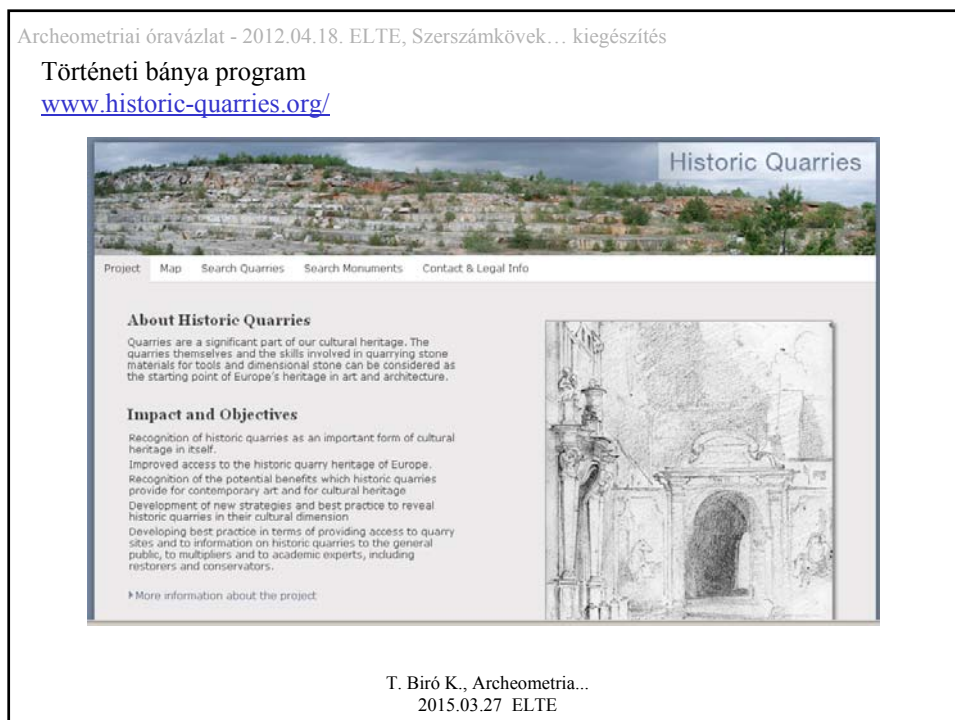 Archeometriai óravázlat - 2012.04.18. ELTE, Szerszámkövek… kiegészítés
Történeti bánya program
www.historic-quarries.org/
Historic Quarries
Project Map Search Quarries Search Monuments Contact & Legal Info
About Historic Quarries
Quarries are a significant part of our cultural heritage. The
quarries themselves and the skills involved in quarrying stone
materials for tools and dimensional stone can be considered as
the starting point of Europe's heritage in art and architecture.
Impact and Objectives
Recognition of historic quarries as an important form of cultural
heritage in itself.
Improved access to the historic quarry heritage of Europe.
Recognition of the potential benefits which historic quarries
provide for contemporary art and for cultural heritage
Development of new strategies and best practice to reveal
historic quarries in their cultural dimension
Developing best practice in terms of providing access to quarry
sites and to information on historic quarries to the general
public, to multipliers and to academic experts, including
restorers and conservators.
More information about the project
T. Biró K., Archeometria...
2015.03.27 ELTE